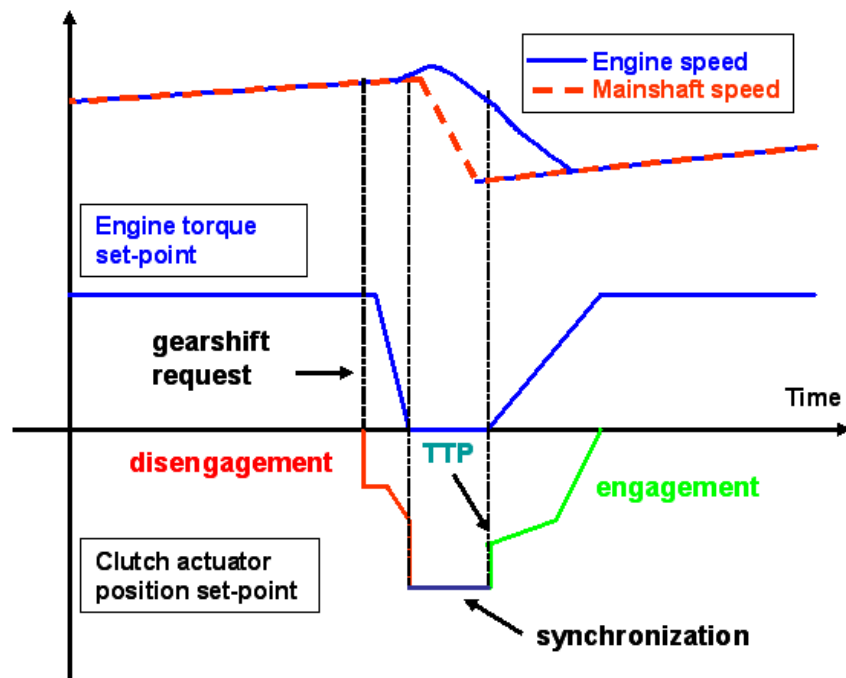 Engine speed
Mainshaft speed
Engine torque
set-point
gearshift
request
Time
disengagement
TTP
engagement
Clutch actuator
position set-point
synchronization